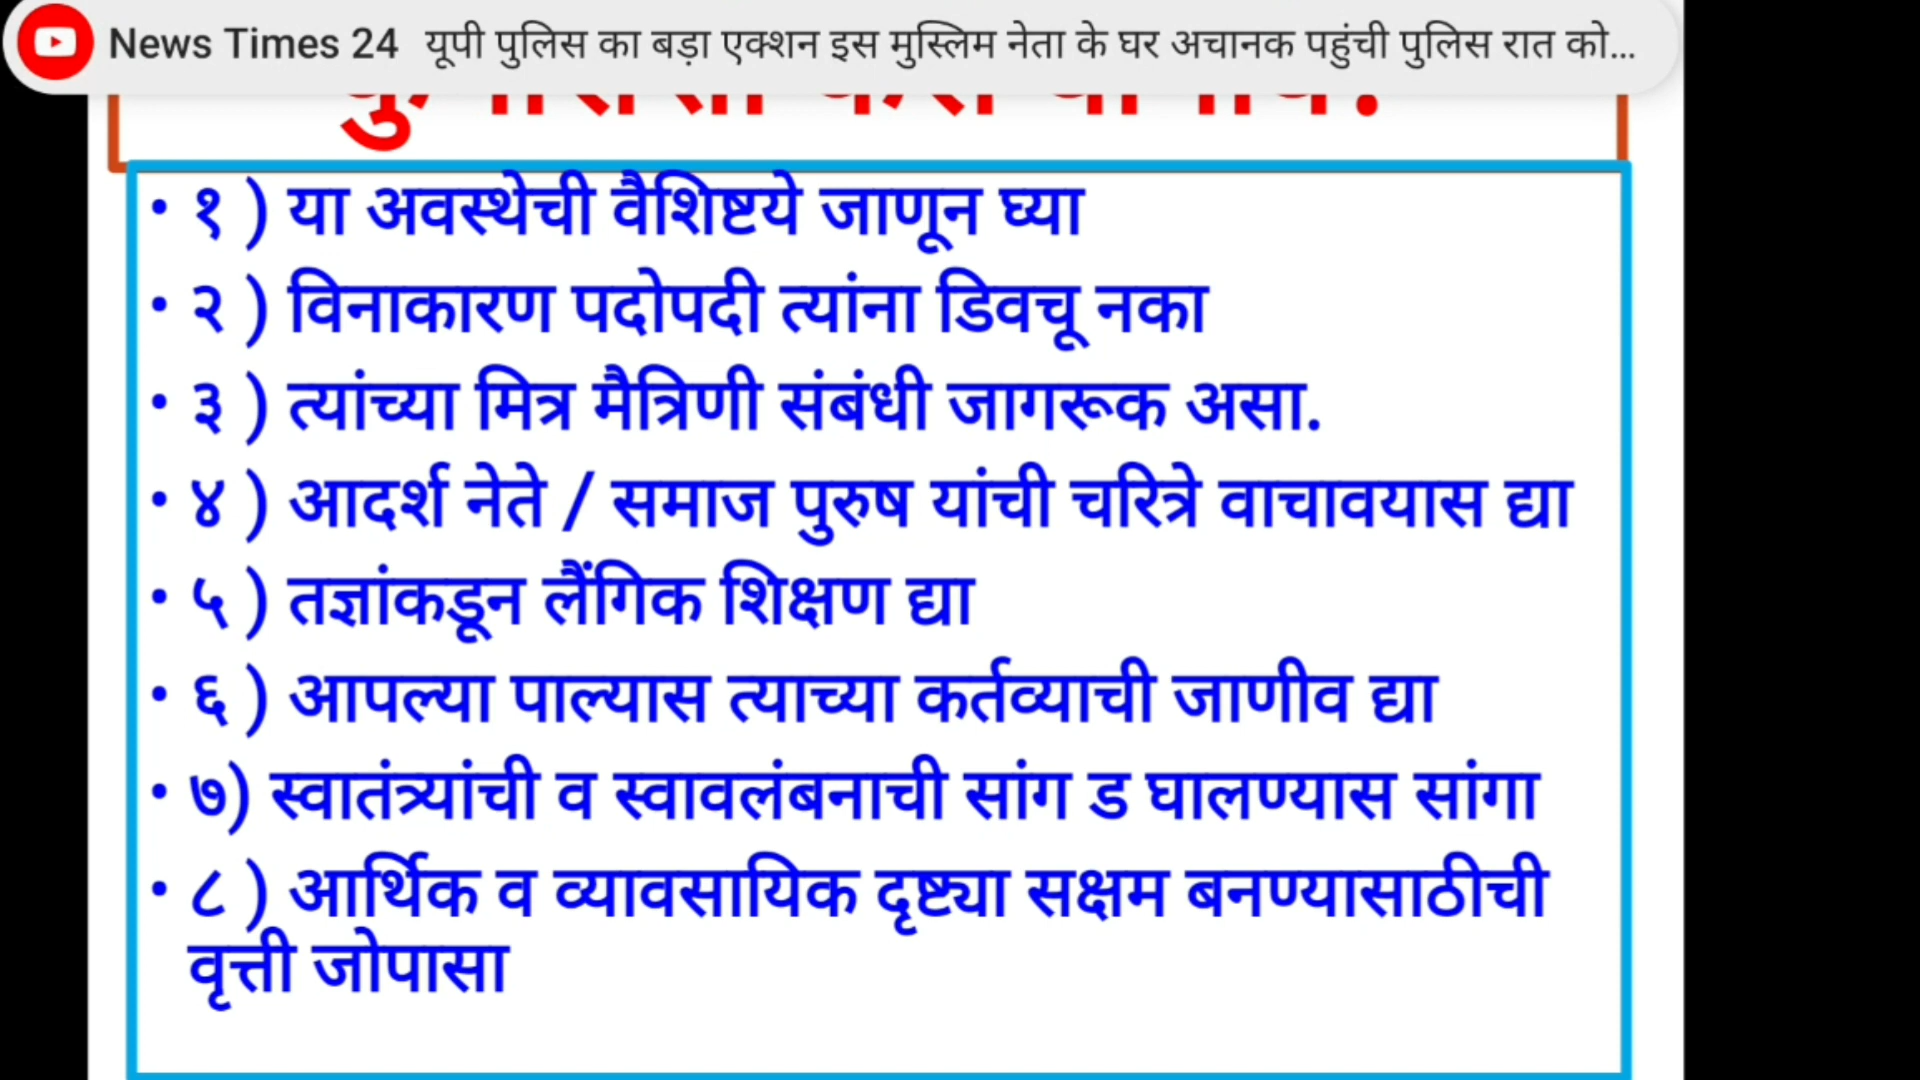 News Times 24 यूपी पुलिस का बड़ा एक्शन इस मुस्लिम नेता के घर अचानक पहुंची पुलिस रात को...
• १ ) या अवस्थेची वैशिष्टये जाणून घ्या
• २ ) विनाकारण पदोपदी त्यांना डिवचू नका
• ३ ) त्यांच्या मित्र मैत्रिणी संबंधी जागरूक असा.
• ४ ) आदर्श नेते / समाज पुरुष यांची चरित्रे वाचावयास द्या
• ५ ) तज्ञांकडून लैंगिक शिक्षण द्या
• ६ ) आपल्या पाल्यास त्याच्या कर्तव्याची जाणीव द्या
• ७) स्वातंत्र्यांची व स्वावलंबनाची सांग ड घालण्यास सांगा
• ८ ) आर्थिक व व्यावसायिक दृष्ट्या सक्षम बनण्यासाठीची
वृत्ती जोपासा